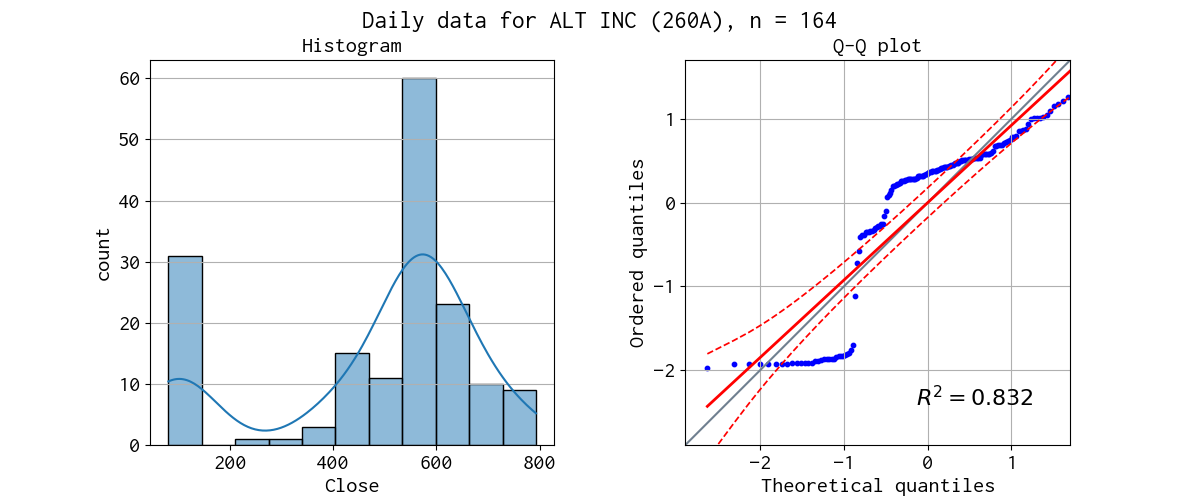 Daily data for ALT INC (260A), n = 164
Histogram
60
50
40
30
20
10
0
count
200 400 600 800
Close
Q-Q plot
1
0
−1
−2
Ordered quantiles
R² = 0.832
−2 −1 0 1
Theoretical quantiles